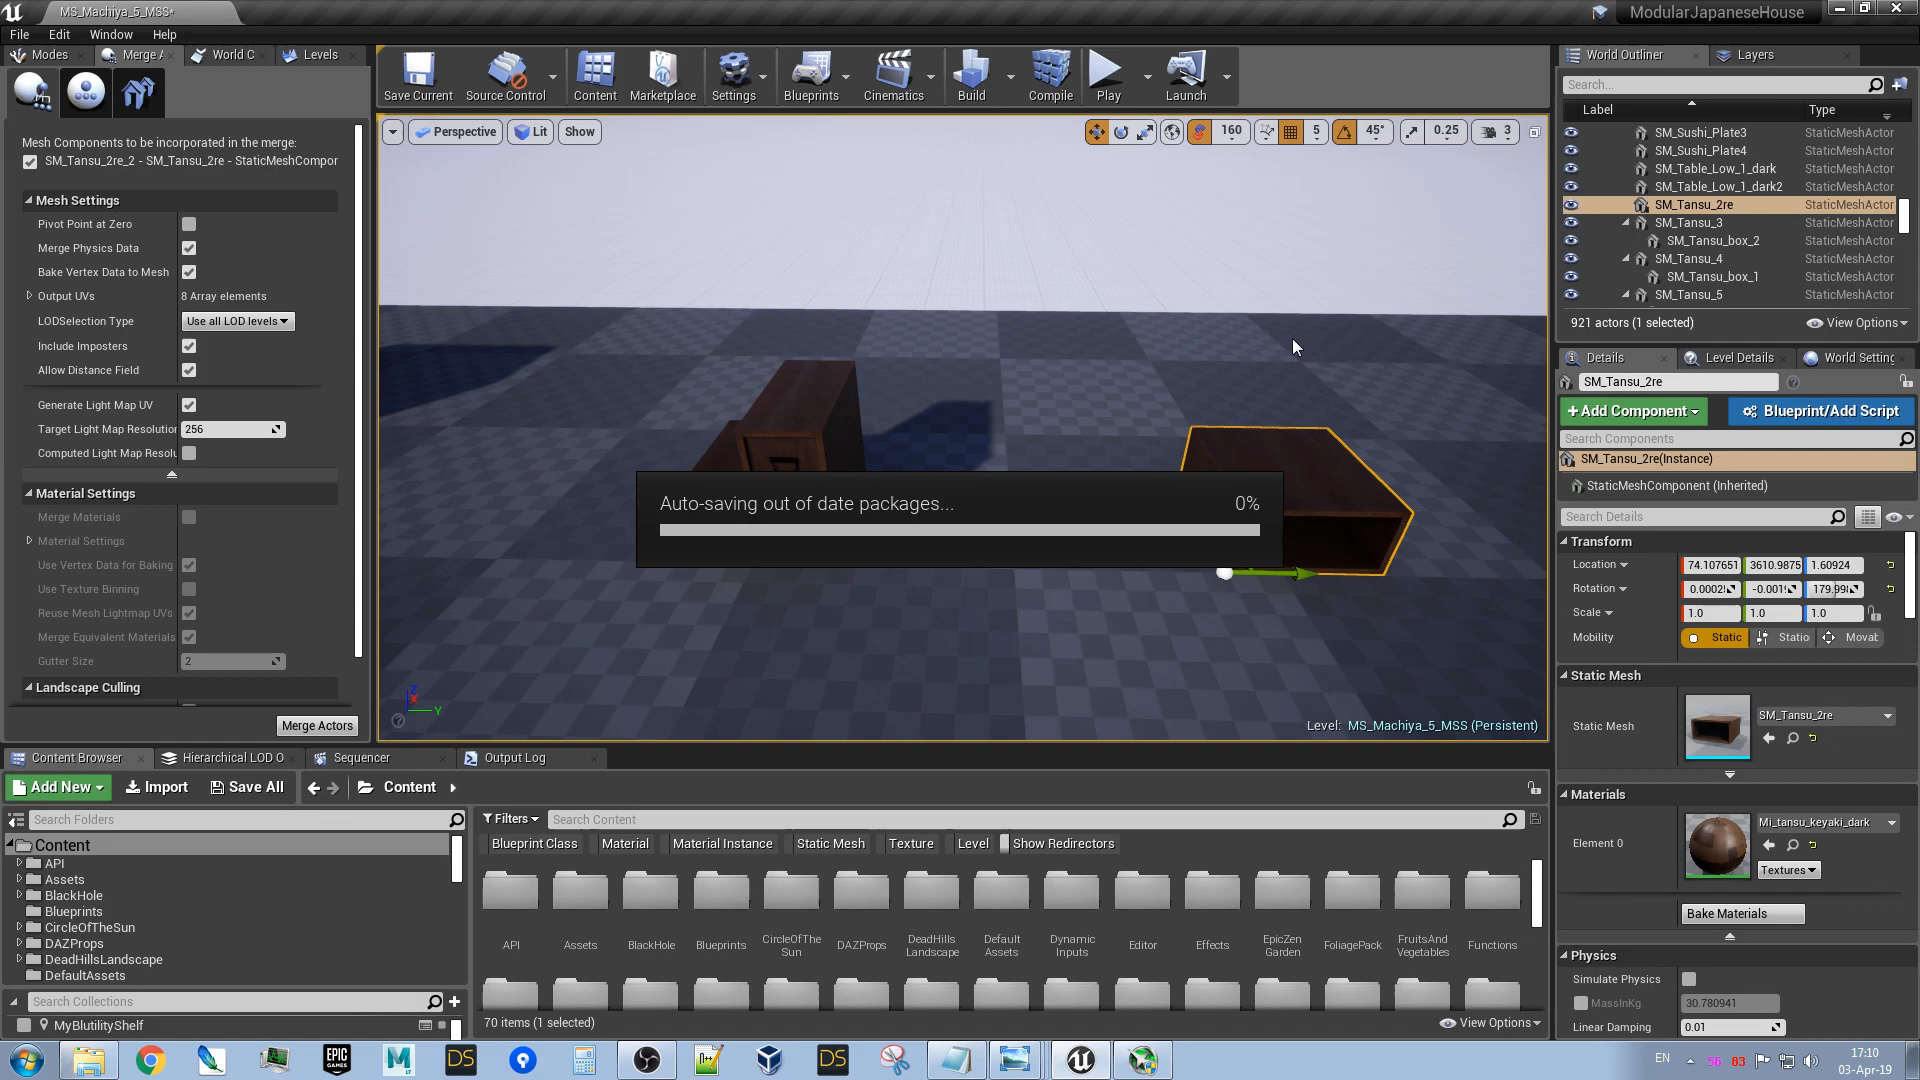 MS_Machiya_5_MSS*
ModularJapaneseHouse
File Edit Window Help
Modes Merge A World C Levels
Save Current Source Control Content Marketplace Settings Blueprints Cinematics Build Compile Play Launch
World Outliner Layers
Search...
Label Type
SM_Sushi_Plate3 StaticMeshActor
SM_Sushi_Plate4 StaticMeshActor
SM_Table_Low_1_dark StaticMeshActor
SM_Table_Low_1_dark2 StaticMeshActor
SM_Tansu_2re StaticMeshActor
SM_Tansu_3 StaticMeshActor
SM_Tansu_box_2 StaticMeshActor
SM_Tansu_4 StaticMeshActor
SM_Tansu_box_1 StaticMeshActor
SM_Tansu_5 StaticMeshActor
921 actors (1 selected) View Options
Mesh Components to be incorporated in the merge:
SM_Tansu_2re_2 - SM_Tansu_2re - StaticMeshCompor
Mesh Settings
Pivot Point at Zero
Merge Physics Data
Bake Vertex Data to Mesh
Output UVs 8 Array elements
LODSelection Type Use all LOD levels
Include Imposters
Allow Distance Field
Generate Light Map UV
Target Light Map Resolution 256
Computed Light Map Resolu
Material Settings
Merge Materials
Material Settings
Use Vertex Data for Baking
Use Texture Binning
Reuse Mesh Lightmap UVs
Merge Equivalent Materials
Gutter Size 2
Landscape Culling
Merge Actors
Perspective Lit Show
160 5 45° 0.25 3
Auto-saving out of date packages... 0%
Z
X
Y
Level: MS_Machiya_5_MSS (Persistent)
Details Level Details World Setting
SM_Tansu_2re
+Add Component Blueprint/Add Script
Search Components
SM_Tansu_2re(Instance)
StaticMeshComponent (Inherited)
Search Details
Transform
Location 74.107651 3610.9875 1.60924
Rotation
Scale 1.0 1.0 1.0
Mobility Static Statio Movat
Static Mesh
Static Mesh SM_Tansu_2re
Materials
Element 0 Mi_tansu_keyaki_dark
Textures
Bake Materials
Physics
Simulate Physics
MassInKg 30.780941
Linear Damping 0.01
Content Browser Hierarchical LOD O Sequencer Output Log
Add New Import Save All Content
Search Folders
Content
API
Assets
BlackHole
Blueprints
CircleOfTheSun
DAZProps
DeadHillsLandscape
DefaultAssets
Search Collections
MyBlutilityShelf
Filters Search Content
Blueprint Class Material Material Instance Static Mesh Texture Level Show Redirectors
API Assets BlackHole Blueprints CircleOfThe Sun DAZProps DeadHills Landscape Default Assets Dynamic Inputs Editor Effects EpicZen Garden FoliagePack FruitsAnd Vegetables Functions
70 items (1 selected) View Options
EPIC GAMES
M LT
DS
DS
EN 56 83 17:10
03-Apr-19